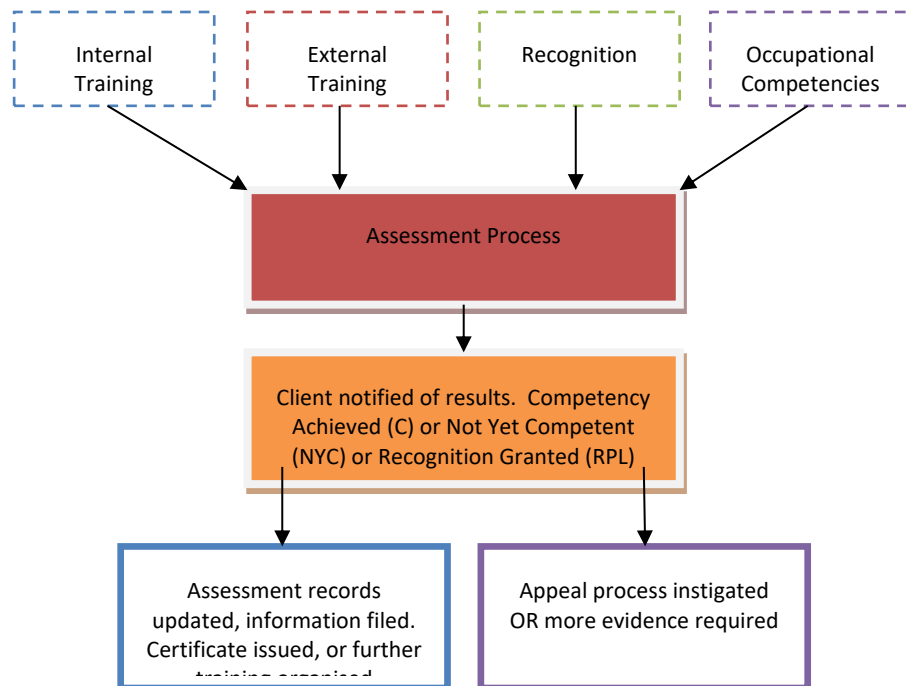 Internal
Training
External
Training
Recognition
Occupational
Competencies
Assessment Process
Client notified of results.  Competency
Achieved (C) or Not Yet Competent
(NYC) or Recognition Granted (RPL)
Assessment records
updated, information filed.
Certificate issued, or further
training organised
Appeal process instigated
OR more evidence required